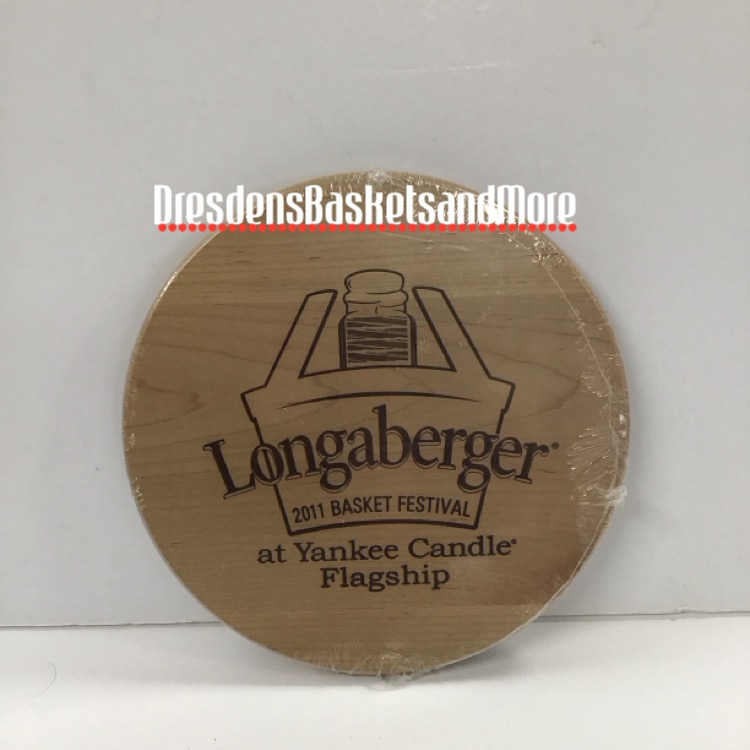 DresdensBasketsandMore
Longaberger®
2011 BASKET FESTIVAL
at Yankee Candle®
Flagship